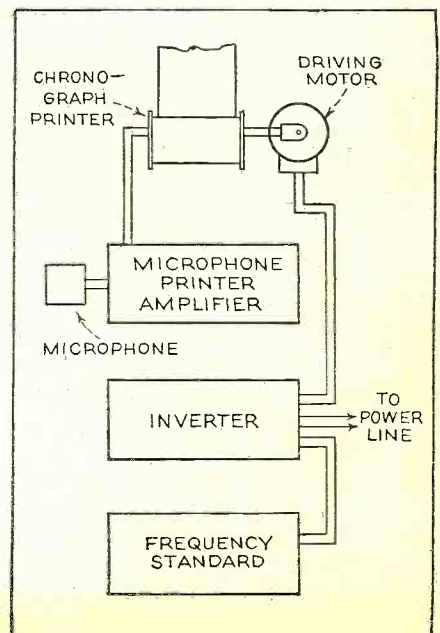 CHRONO-
GRAPH
PRINTER
DRIVING
MOTOR
MICROPHONE
PRINTER
AMPLIFIER
MICROPHONE
INVERTER
TO
POWER
LINE
FREQUENCY
STANDARD